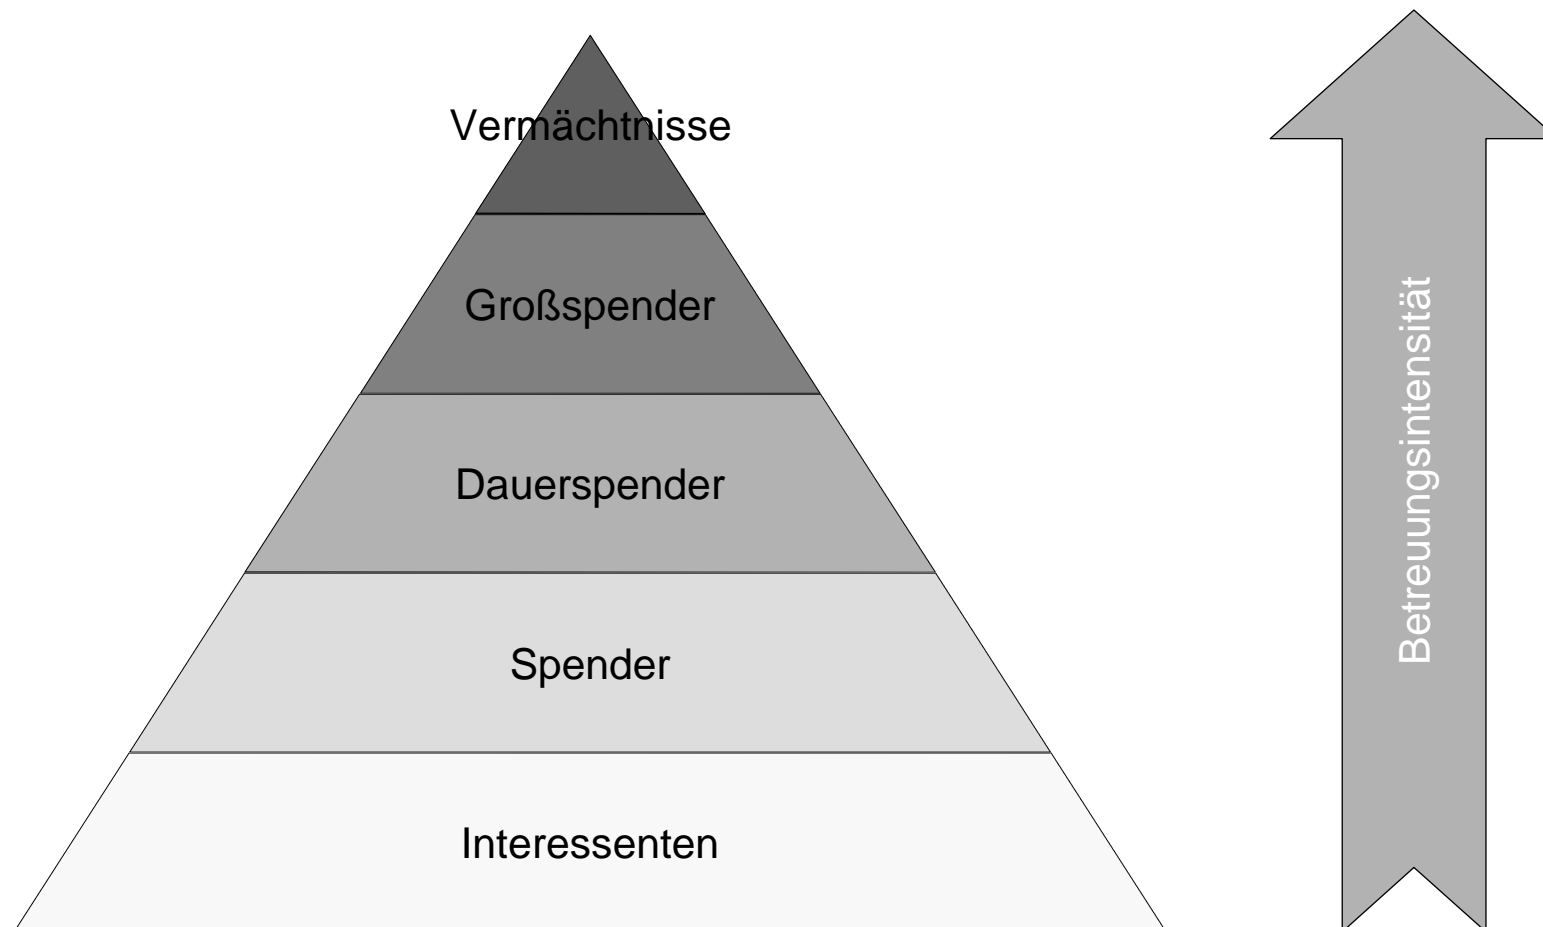 Vermächtnisse
Großspender
Dauerspender
Spender
Interessenten
Betreuungsintensität